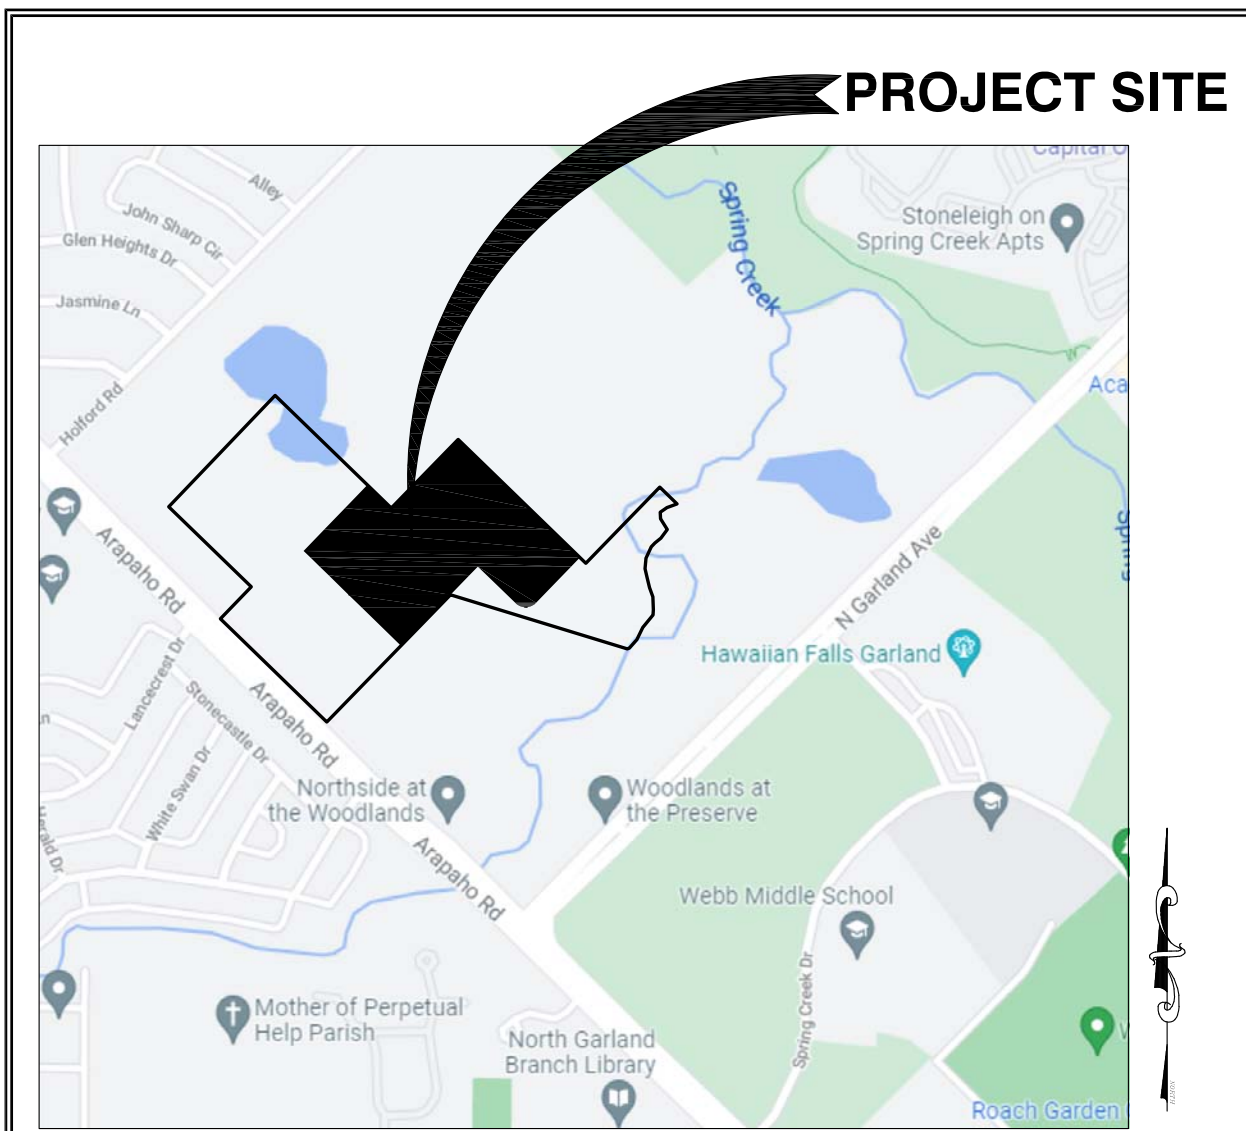 PROJECT SITE
Alley
John Sharp Cir
Glen Heights Dr
Jasmine Ln
Holford Rd
Spring Creek
Stoneleigh on
Spring Creek Apts
Arapaho Rd
N Garland Ave
Hawaiian Falls Garland
Lancecrest Dr
Stonecastle Dr
White Swan Dr
Arapaho Rd
Northside at
the Woodlands
Woodlands at
the Preserve
Arapaho Rd
Webb Middle School
Spring Creek Dr
Mother of Perpetual
Help Parish
North Garland
Branch Library
Roach Garden
NORTH